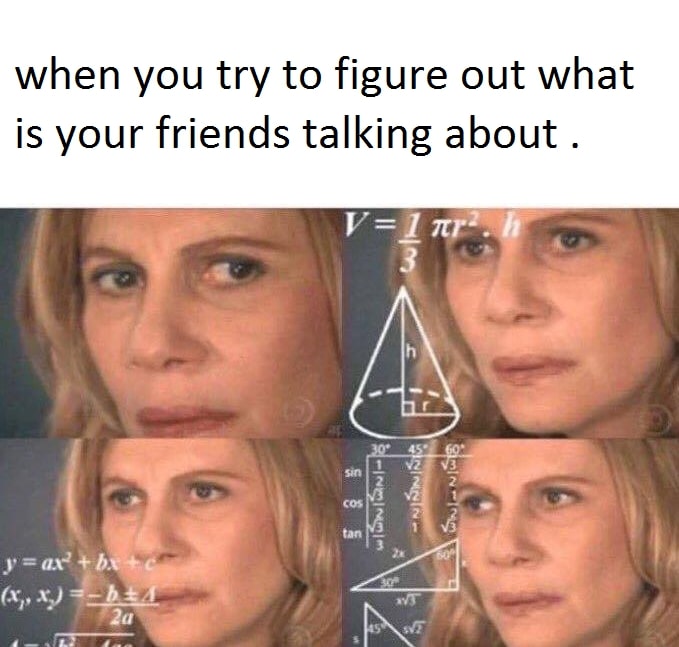 when you try to figure out what
is your friends talking about .
V = 1/3 πr². h
h
r
30° 45° 60°
sin 1/2 √2/2 √3/2
cos √3/2 √2/2 1/2
tan √3/3 1 √3
2x 60°
30°
x√3
45° s√2
s
y = ax² + bx + c
(x₁, x₂) = -b ± Δ
2a